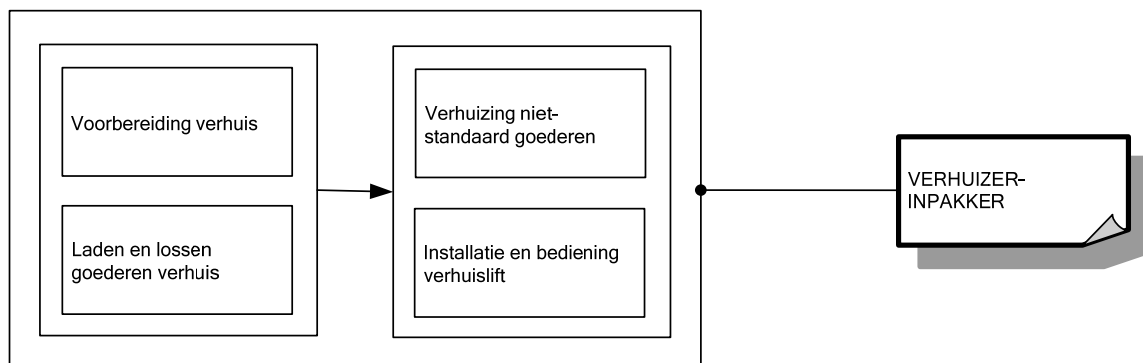 Voorbereiding verhuis
Laden en lossen
goederen verhuis
Verhuizing niet-
standaard goederen
Installatie en bediening
verhuislift
VERHUIZER-
INPAKKER